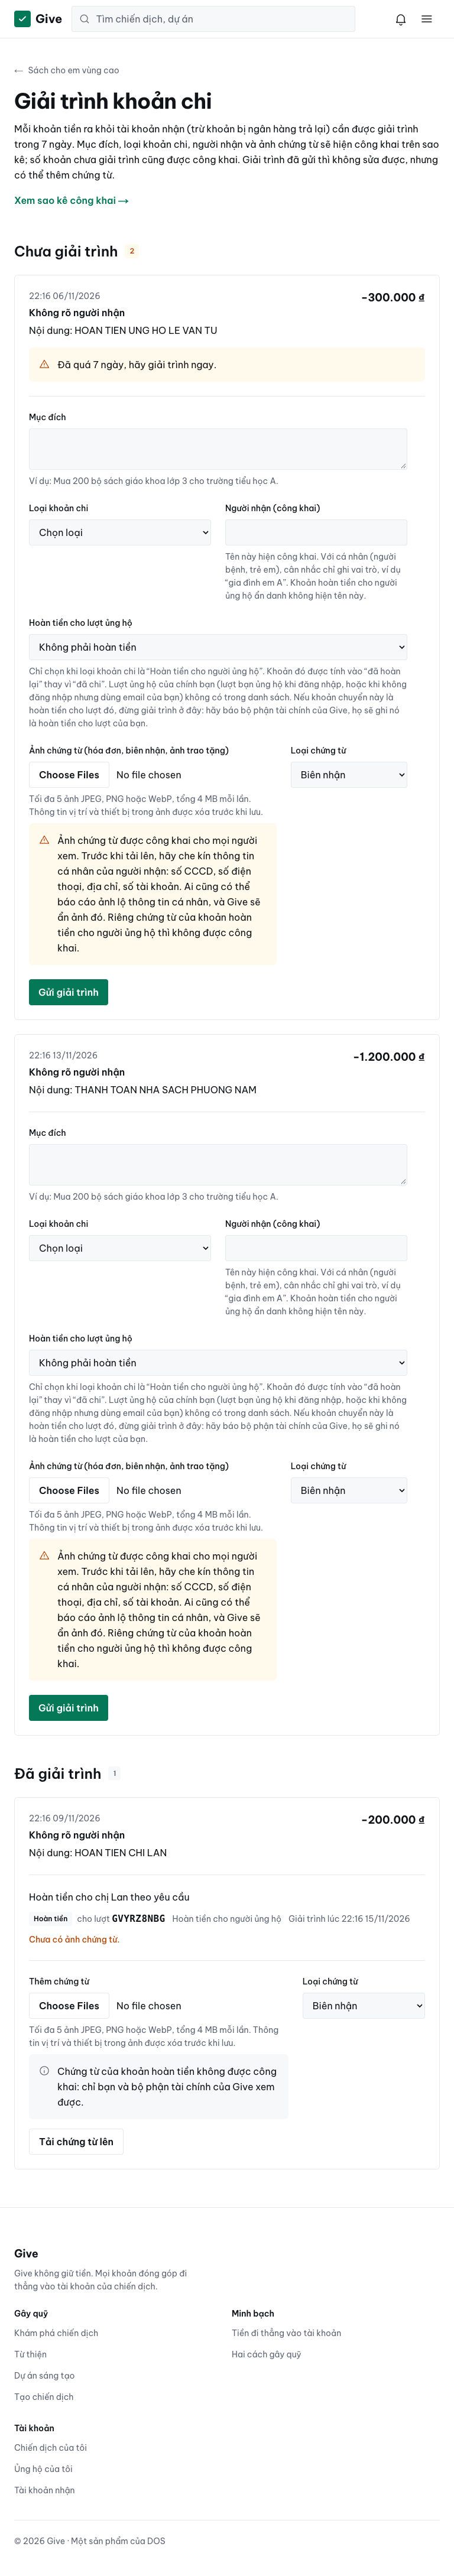 Give
Tìm chiến dịch, dự án
← Sách cho em vùng cao
Giải trình khoản chi
Mỗi khoản tiền ra khỏi tài khoản nhận (trừ khoản bị ngân hàng trả lại) cần được giải trình
trong 7 ngày. Mục đích, loại khoản chi, người nhận và ảnh chứng từ sẽ hiện công khai trên sao
kê; số khoản chưa giải trình cũng được công khai. Giải trình đã gửi thì không sửa được, nhưng
có thể thêm chứng từ.
Xem sao kê công khai →
Chưa giải trình 2
22:16 06/11/2026
-300.000 ₫
Không rõ người nhận
Nội dung: HOAN TIEN UNG HO LE VAN TU
Đã quá 7 ngày, hãy giải trình ngay.
Mục đích
Ví dụ: Mua 200 bộ sách giáo khoa lớp 3 cho trường tiểu học A.
Loại khoản chi
Người nhận (công khai)
Chọn loại
Tên này hiện công khai. Với cá nhân (người
bệnh, trẻ em), cân nhắc chỉ ghi vai trò, ví dụ
“gia đình em A”. Khoản hoàn tiền cho người
ủng hộ ẩn danh không hiện tên này.
Hoàn tiền cho lượt ủng hộ
Không phải hoàn tiền
Chỉ chọn khi loại khoản chi là “Hoàn tiền cho người ủng hộ”. Khoản đó được tính vào “đã hoàn
lại” thay vì “đã chi”. Lượt ủng hộ của chính bạn (lượt bạn ủng hộ khi đăng nhập, hoặc khi không
đăng nhập nhưng dùng email của bạn) không có trong danh sách. Nếu khoản chuyển này là
hoàn tiền cho lượt đó, đừng giải trình ở đây: hãy báo bộ phận tài chính của Give, họ sẽ ghi nó
là hoàn tiền cho lượt của bạn.
Ảnh chứng từ (hóa đơn, biên nhận, ảnh trao tặng)
Loại chứng từ
Choose Files No file chosen
Biên nhận
Tối đa 5 ảnh JPEG, PNG hoặc WebP, tổng 4 MB mỗi lần.
Thông tin vị trí và thiết bị trong ảnh được xóa trước khi lưu.
Ảnh chứng từ được công khai cho mọi người
xem. Trước khi tải lên, hãy che kín thông tin
cá nhân của người nhận: số CCCD, số điện
thoại, địa chỉ, số tài khoản. Ai cũng có thể
báo cáo ảnh lộ thông tin cá nhân, và Give sẽ
ẩn ảnh đó. Riêng chứng từ của khoản hoàn
tiền cho người ủng hộ thì không được công
khai.
Gửi giải trình
22:16 13/11/2026
-1.200.000 ₫
Không rõ người nhận
Nội dung: THANH TOAN NHA SACH PHUONG NAM
Mục đích
Ví dụ: Mua 200 bộ sách giáo khoa lớp 3 cho trường tiểu học A.
Loại khoản chi
Người nhận (công khai)
Chọn loại
Tên này hiện công khai. Với cá nhân (người
bệnh, trẻ em), cân nhắc chỉ ghi vai trò, ví dụ
“gia đình em A”. Khoản hoàn tiền cho người
ủng hộ ẩn danh không hiện tên này.
Hoàn tiền cho lượt ủng hộ
Không phải hoàn tiền
Chỉ chọn khi loại khoản chi là “Hoàn tiền cho người ủng hộ”. Khoản đó được tính vào “đã hoàn
lại” thay vì “đã chi”. Lượt ủng hộ của chính bạn (lượt bạn ủng hộ khi đăng nhập, hoặc khi không
đăng nhập nhưng dùng email của bạn) không có trong danh sách. Nếu khoản chuyển này là
hoàn tiền cho lượt đó, đừng giải trình ở đây: hãy báo bộ phận tài chính của Give, họ sẽ ghi nó
là hoàn tiền cho lượt của bạn.
Ảnh chứng từ (hóa đơn, biên nhận, ảnh trao tặng)
Loại chứng từ
Choose Files No file chosen
Biên nhận
Tối đa 5 ảnh JPEG, PNG hoặc WebP, tổng 4 MB mỗi lần.
Thông tin vị trí và thiết bị trong ảnh được xóa trước khi lưu.
Ảnh chứng từ được công khai cho mọi người
xem. Trước khi tải lên, hãy che kín thông tin
cá nhân của người nhận: số CCCD, số điện
thoại, địa chỉ, số tài khoản. Ai cũng có thể
báo cáo ảnh lộ thông tin cá nhân, và Give sẽ
ẩn ảnh đó. Riêng chứng từ của khoản hoàn
tiền cho người ủng hộ thì không được công
khai.
Gửi giải trình
Đã giải trình 1
22:16 09/11/2026
-200.000 ₫
Không rõ người nhận
Nội dung: HOAN TIEN CHI LAN
Hoàn tiền cho chị Lan theo yêu cầu
Hoàn tiền cho lượt GVYRZ8NBG Hoàn tiền cho người ủng hộ Giải trình lúc 22:16 15/11/2026
Chưa có ảnh chứng từ.
Thêm chứng từ
Loại chứng từ
Choose Files No file chosen
Biên nhận
Tối đa 5 ảnh JPEG, PNG hoặc WebP, tổng 4 MB mỗi lần. Thông
tin vị trí và thiết bị trong ảnh được xóa trước khi lưu.
Chứng từ của khoản hoàn tiền không được công
khai: chỉ bạn và bộ phận tài chính của Give xem
được.
Tải chứng từ lên
Give
Give không giữ tiền. Mọi khoản đóng góp đi
thẳng vào tài khoản của chiến dịch.
Gây quỹ
Khám phá chiến dịch
Từ thiện
Dự án sáng tạo
Tạo chiến dịch
Minh bạch
Tiền đi thẳng vào tài khoản
Hai cách gây quỹ
Tài khoản
Chiến dịch của tôi
Ủng hộ của tôi
Tài khoản nhận
© 2026 Give · Một sản phẩm của DOS